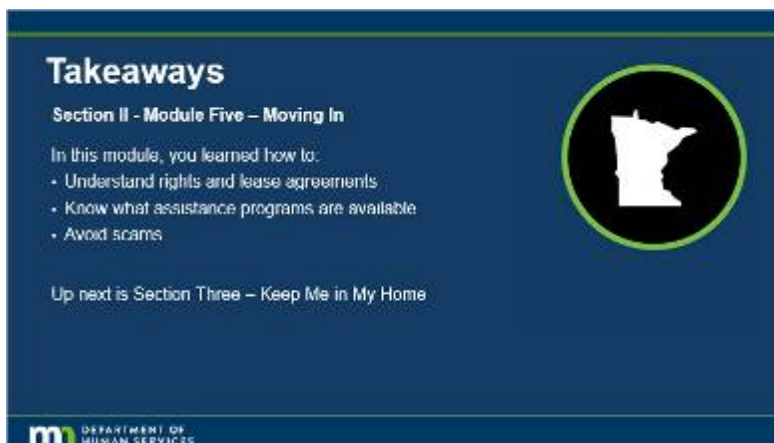 Takeaways
Section II - Module Five – Moving In
In this module, you learned how to:
• Understand rights and lease agreements
• Know what assistance programs are available
• Avoid scams
Up next is Section Three – Keep Me in My Home
mn DEPARTMENT OF
HUMAN SERVICES